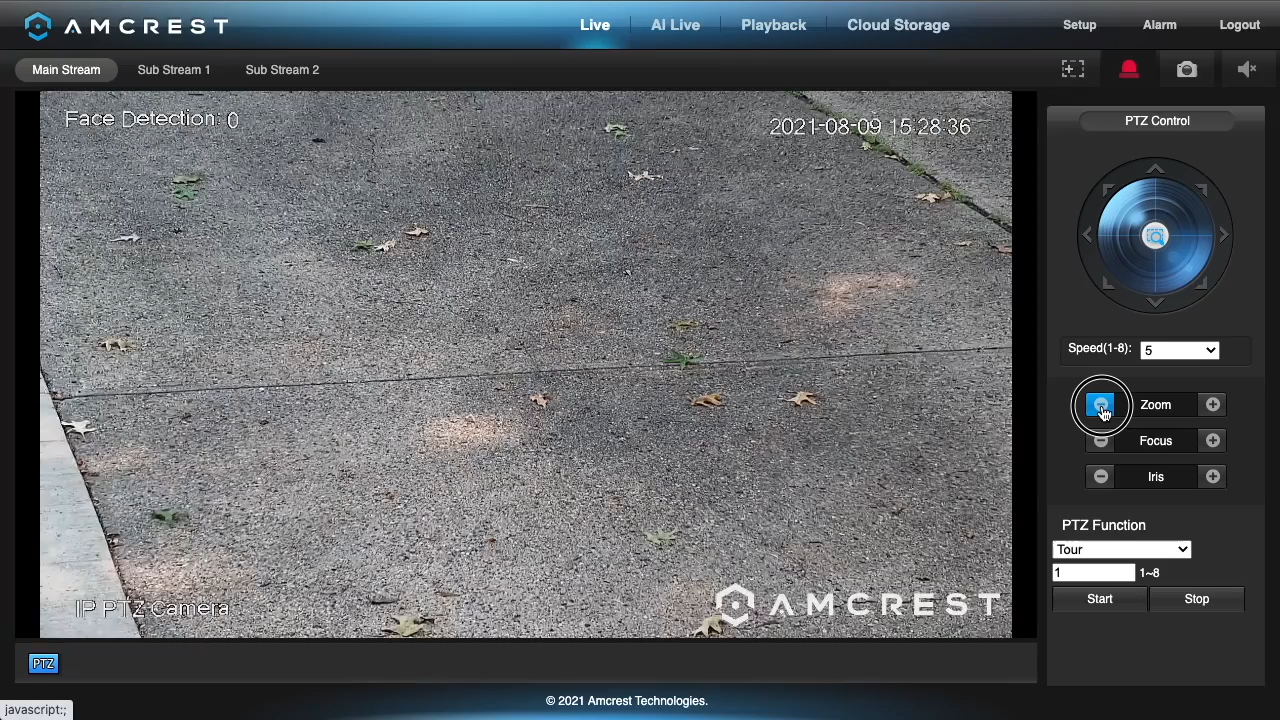 AMCREST
Live
AI Live
Playback
Cloud Storage
Setup
Alarm
Logout
Main Stream
Sub Stream 1
Sub Stream 2
Face Detection: 0
2021-08-09 15:28:36
PTZ Control
Speed(1-8):
5
Zoom
Focus
Iris
PTZ Function
Tour
1
1~8
Start
Stop
IP PTZ Camera
AMCREST
PTZ
© 2021 Amcrest Technologies.
javascript:;